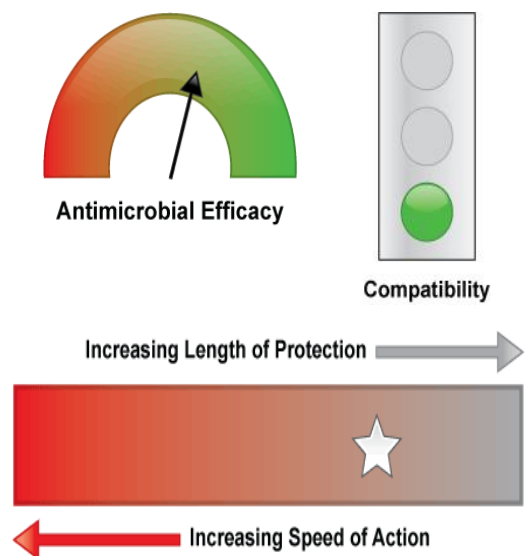 Antimicrobial Efficacy
Compatibility
Increasing Length of Protection
Increasing Speed of Action